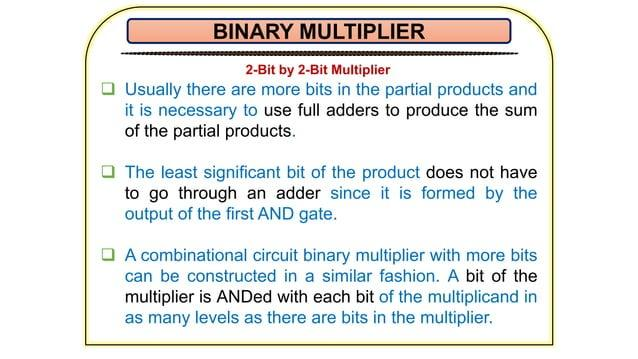 BINARY MULTIPLIER
2-Bit by 2-Bit Multiplier
❑ Usually there are more bits in the partial products and
it is necessary to use full adders to produce the sum
of the partial products.
❑ The least significant bit of the product does not have
to go through an adder since it is formed by the
output of the first AND gate.
❑ A combinational circuit binary multiplier with more bits
can be constructed in a similar fashion. A bit of the
multiplier is ANDed with each bit of the multiplicand in
as many levels as there are bits in the multiplier.